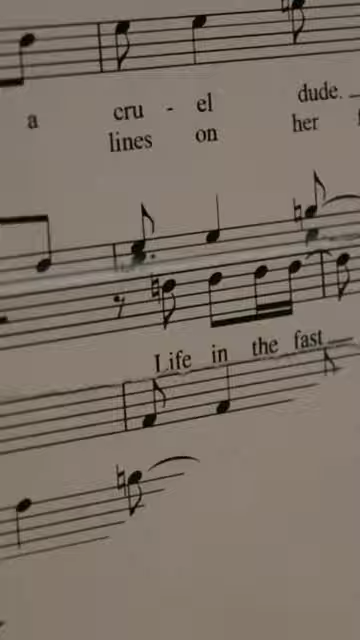 a cru - el dude.
lines on her
Life in the fast